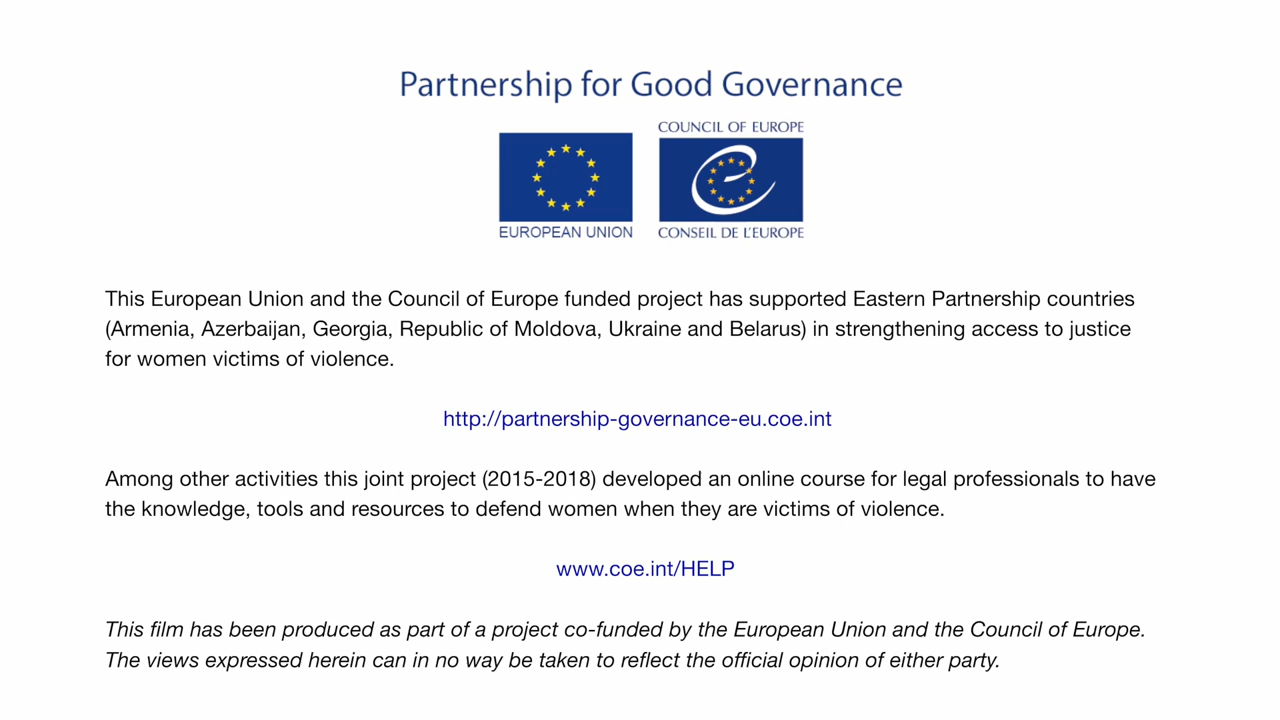 Partnership for Good Governance
COUNCIL OF EUROPE
EUROPEAN UNION
CONSEIL DE L'EUROPE
This European Union and the Council of Europe funded project has supported Eastern Partnership countries
(Armenia, Azerbaijan, Georgia, Republic of Moldova, Ukraine and Belarus) in strengthening access to justice
for women victims of violence.
http://partnership-governance-eu.coe.int
Among other activities this joint project (2015-2018) developed an online course for legal professionals to have
the knowledge, tools and resources to defend women when they are victims of violence.
www.coe.int/HELP
This film has been produced as part of a project co-funded by the European Union and the Council of Europe.
The views expressed herein can in no way be taken to reflect the official opinion of either party.